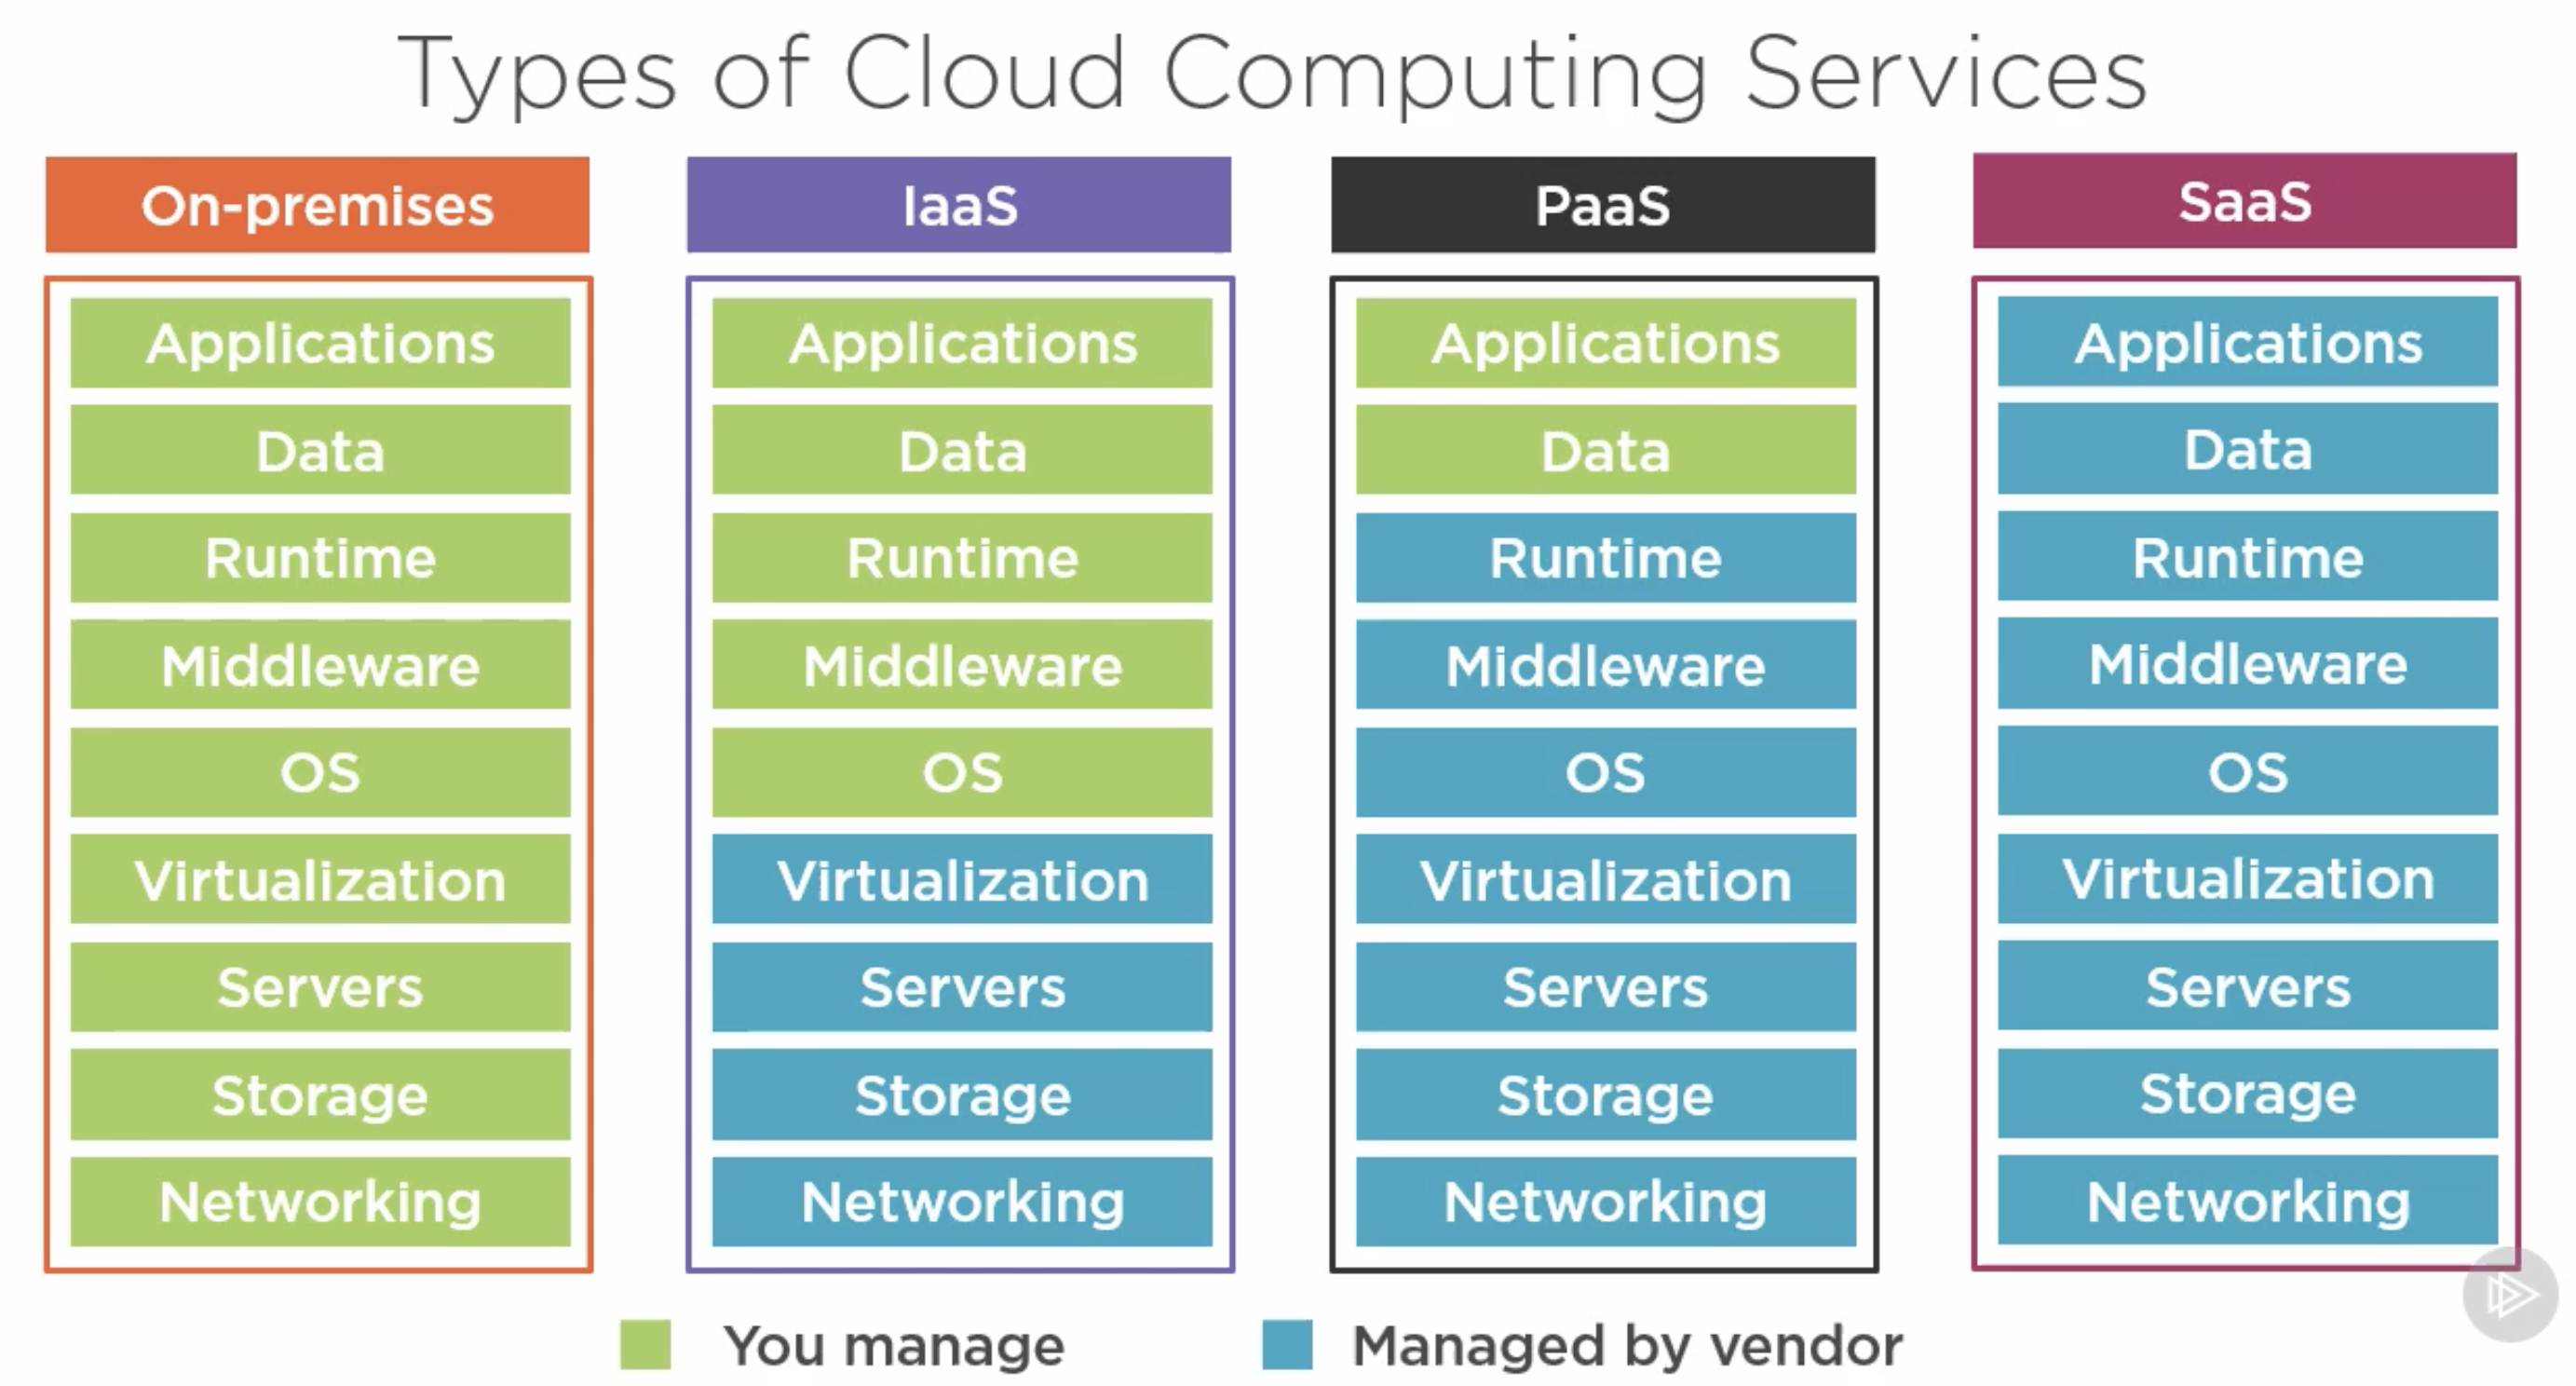 Types of Cloud Computing Services
On-premises
Applications
Data
Runtime
Middleware
OS
Virtualization
Servers
Storage
Networking
IaaS
Applications
Data
Runtime
Middleware
OS
Virtualization
Servers
Storage
Networking
PaaS
Applications
Data
Runtime
Middleware
OS
Virtualization
Servers
Storage
Networking
SaaS
Applications
Data
Runtime
Middleware
OS
Virtualization
Servers
Storage
Networking
You manage
Managed by vendor